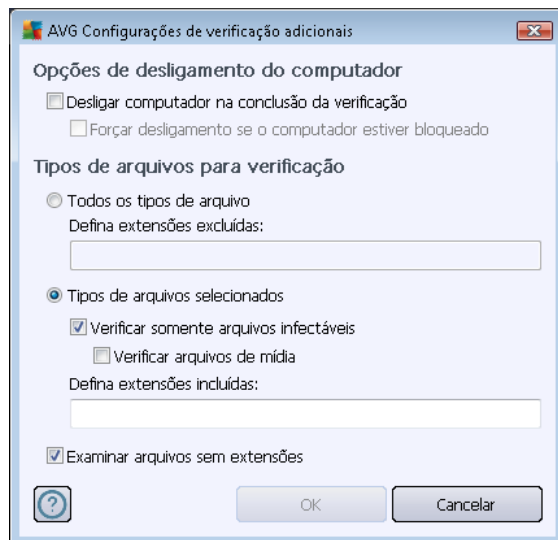 AVG Configurações de verificação adicionais
Opções de desligamento do computador
Desligar computador na conclusão da verificação
Forçar desligamento se o computador estiver bloqueado
Tipos de arquivos para verificação
Todos os tipos de arquivo
Defina extensões excluídas:
Tipos de arquivos selecionados
Verificar somente arquivos infectáveis
Verificar arquivos de mídia
Defina extensões incluídas:
Examinar arquivos sem extensões
?
OK
Cancelar